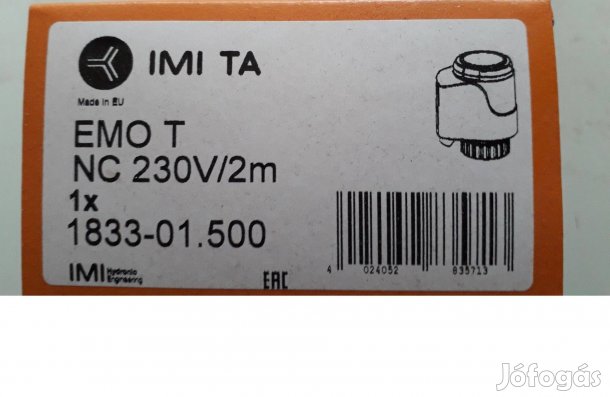 IMI TA
Made in EU
EMO T
NC 230V/2m
1x
1833-01.500
IMI Hydronic Engineering
EAC
4 024052 835713
Jófogás